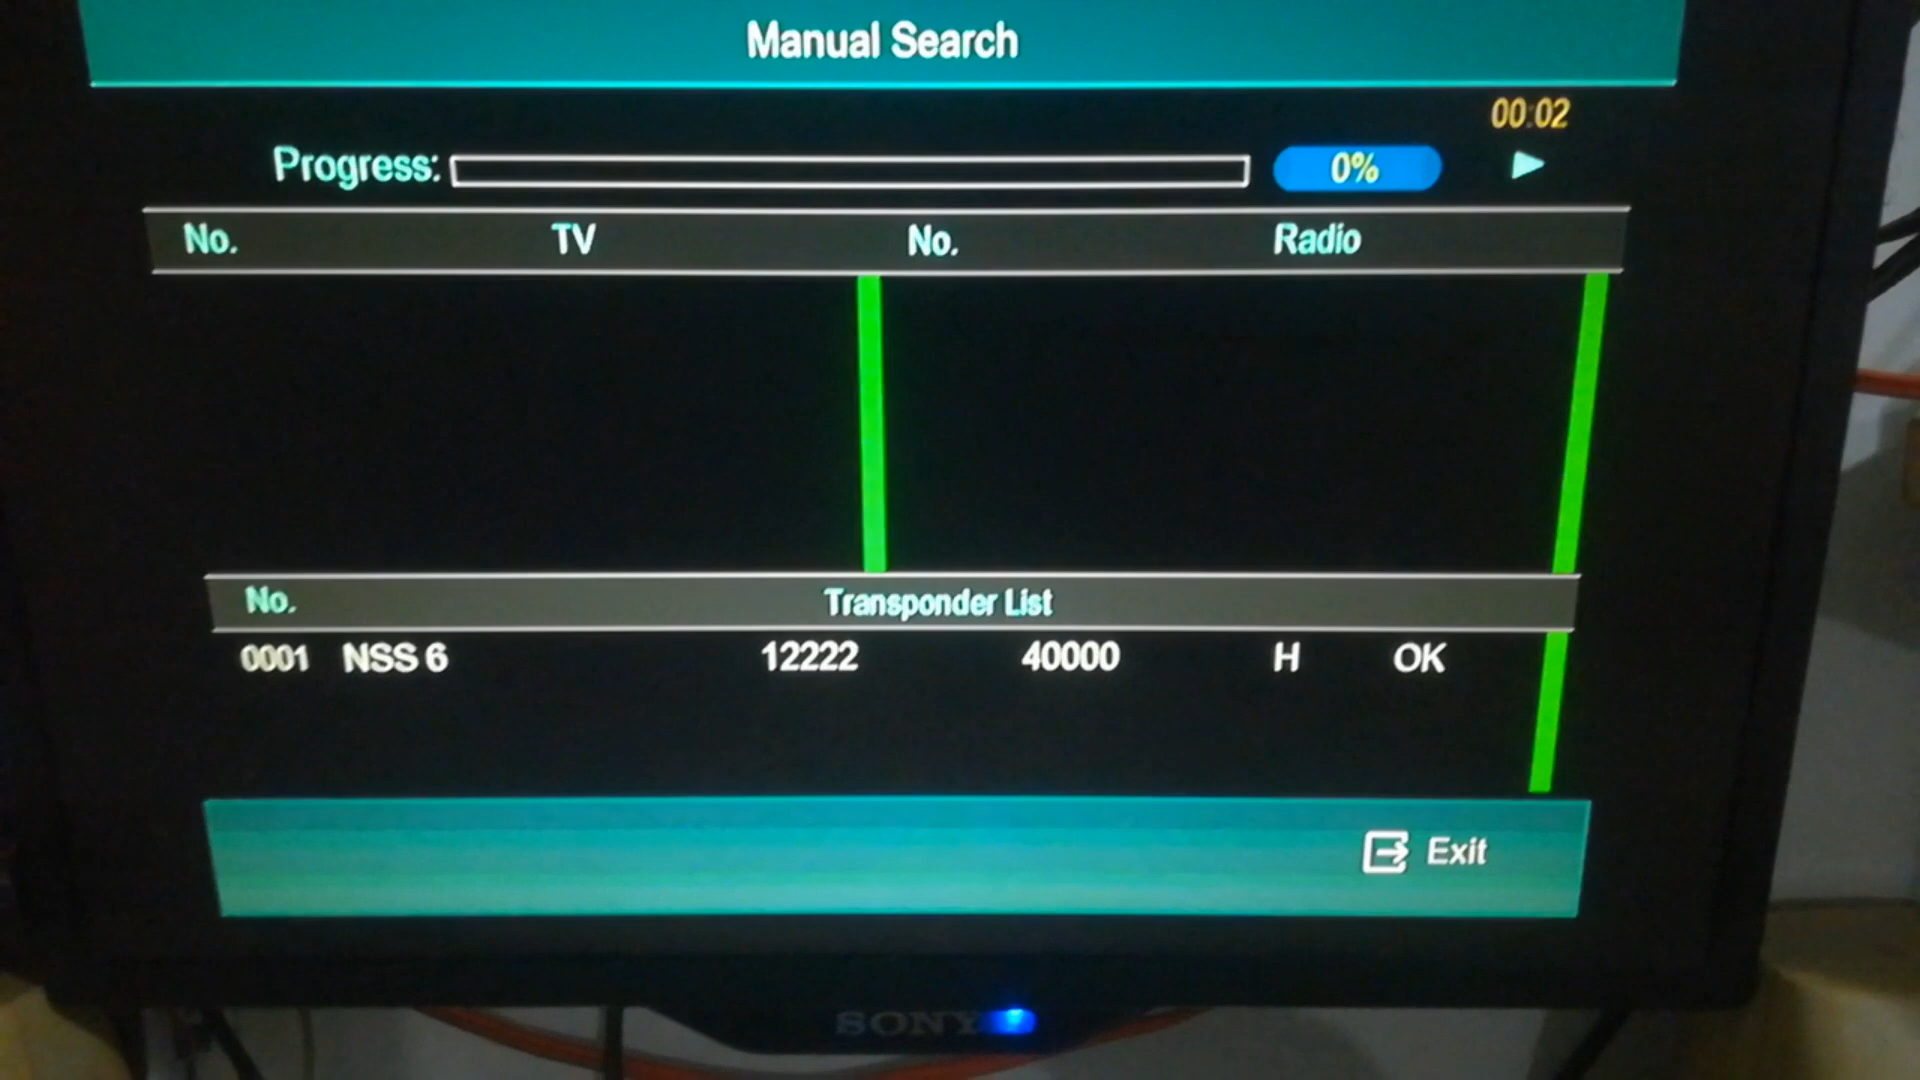 Manual Search
00:02
Progress: 0%
No. TV No. Radio
No. Transponder List
0001 NSS 6 12222 40000 H OK
Exit
SONY